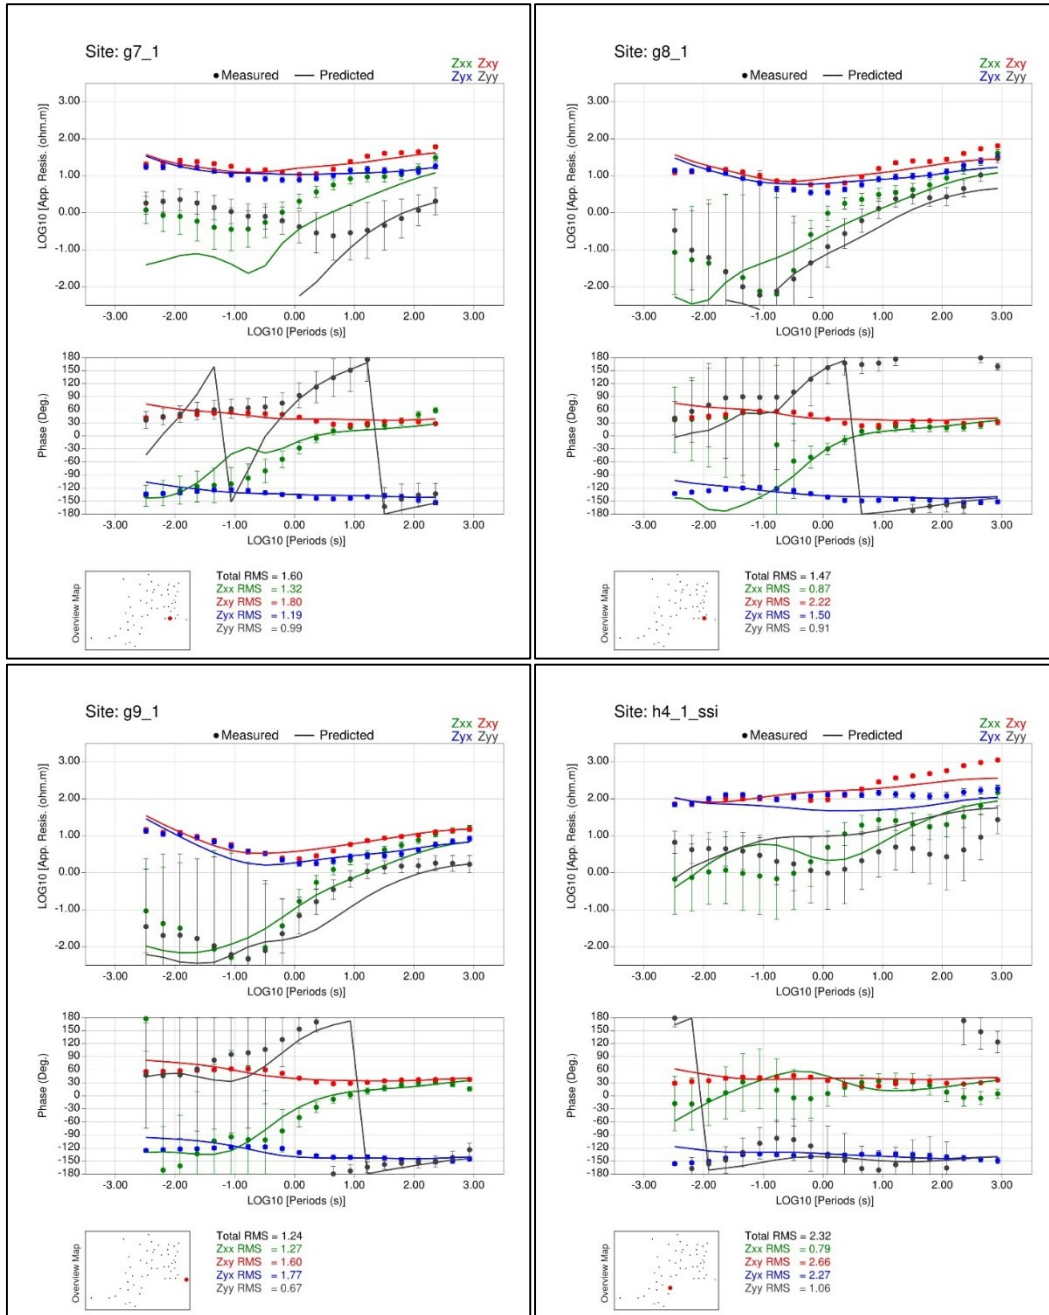 Site: g7_1
Zxx Zxy
● Measured — Predicted
Zyx Zyy
LOG10 [App. Resis. (ohm.m)]
3.00
2.00
1.00
0.00
-1.00
-2.00
-3.00 -2.00 -1.00 0.00 1.00 2.00 3.00
LOG10 [Periods (s)]
Phase (Deg.)
180
150
120
90
60
30
0
-30
-60
-90
-120
-150
-180
-3.00 -2.00 -1.00 0.00 1.00 2.00 3.00
LOG10 [Periods (s)]
Overview Map
Total RMS = 1.60
Zxx RMS = 1.32
Zxy RMS = 1.80
Zyx RMS = 1.19
Zyy RMS = 0.99
Site: g8_1
Zxx Zxy
● Measured — Predicted
Zyx Zyy
LOG10 [App. Resis. (ohm.m)]
3.00
2.00
1.00
0.00
-1.00
-2.00
-3.00 -2.00 -1.00 0.00 1.00 2.00 3.00
LOG10 [Periods (s)]
Phase (Deg.)
180
150
120
90
60
30
0
-30
-60
-90
-120
-150
-180
-3.00 -2.00 -1.00 0.00 1.00 2.00 3.00
LOG10 [Periods (s)]
Overview Map
Total RMS = 1.47
Zxx RMS = 0.87
Zxy RMS = 2.22
Zyx RMS = 1.50
Zyy RMS = 0.91
Site: g9_1
Zxx Zxy
● Measured — Predicted
Zyx Zyy
LOG10 [App. Resis. (ohm.m)]
3.00
2.00
1.00
0.00
-1.00
-2.00
-3.00 -2.00 -1.00 0.00 1.00 2.00 3.00
LOG10 [Periods (s)]
Phase (Deg.)
180
150
120
90
60
30
0
-30
-60
-90
-120
-150
-180
-3.00 -2.00 -1.00 0.00 1.00 2.00 3.00
LOG10 [Periods (s)]
Overview Map
Total RMS = 1.24
Zxx RMS = 1.27
Zxy RMS = 1.60
Zyx RMS = 1.77
Zyy RMS = 0.67
Site: h4_1_ssi
Zxx Zxy
● Measured — Predicted
Zyx Zyy
LOG10 [App. Resis. (ohm.m)]
3.00
2.00
1.00
0.00
-1.00
-2.00
-3.00 -2.00 -1.00 0.00 1.00 2.00 3.00
LOG10 [Periods (s)]
Phase (Deg.)
180
150
120
90
60
30
0
-30
-60
-90
-120
-150
-180
-3.00 -2.00 -1.00 0.00 1.00 2.00 3.00
LOG10 [Periods (s)]
Overview Map
Total RMS = 2.32
Zxx RMS = 0.79
Zxy RMS = 2.66
Zyx RMS = 2.27
Zyy RMS = 1.06